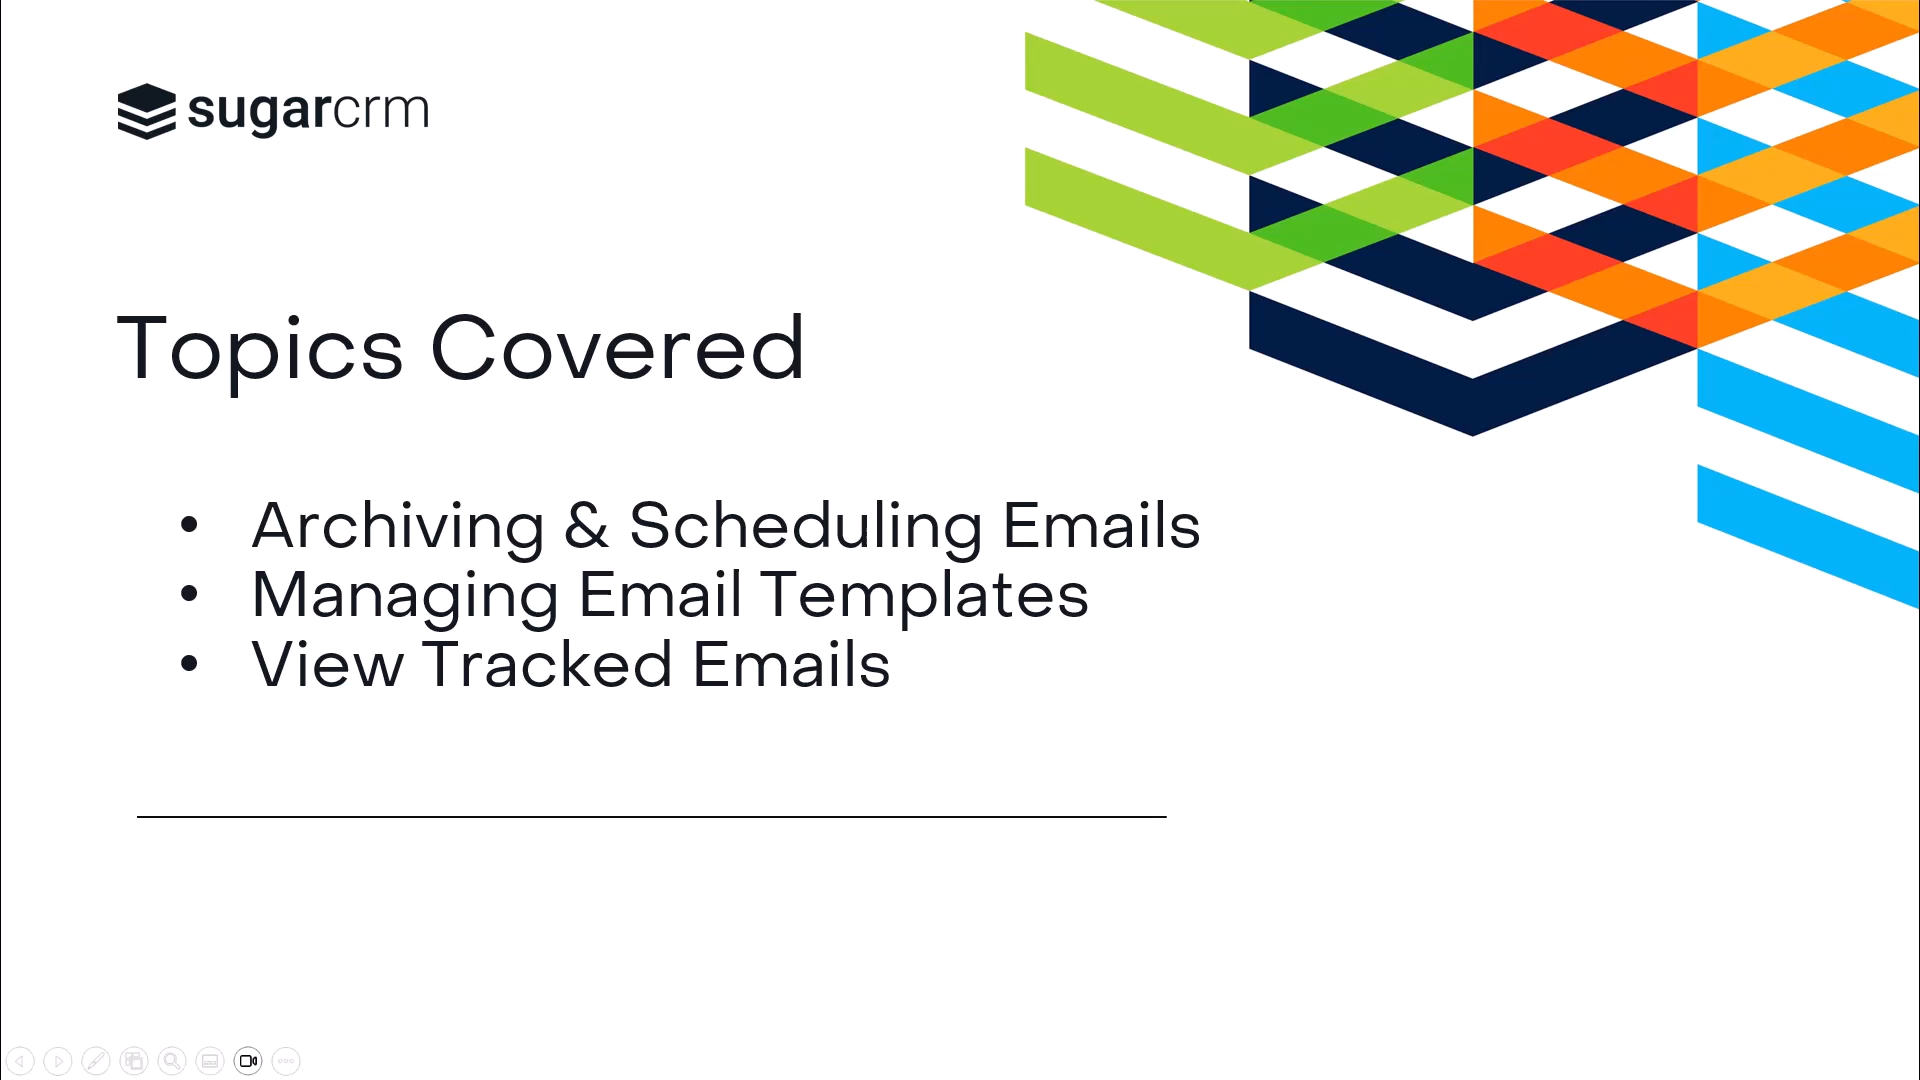 sugarcrm
Topics Covered
• Archiving & Scheduling Emails
• Managing Email Templates
• View Tracked Emails